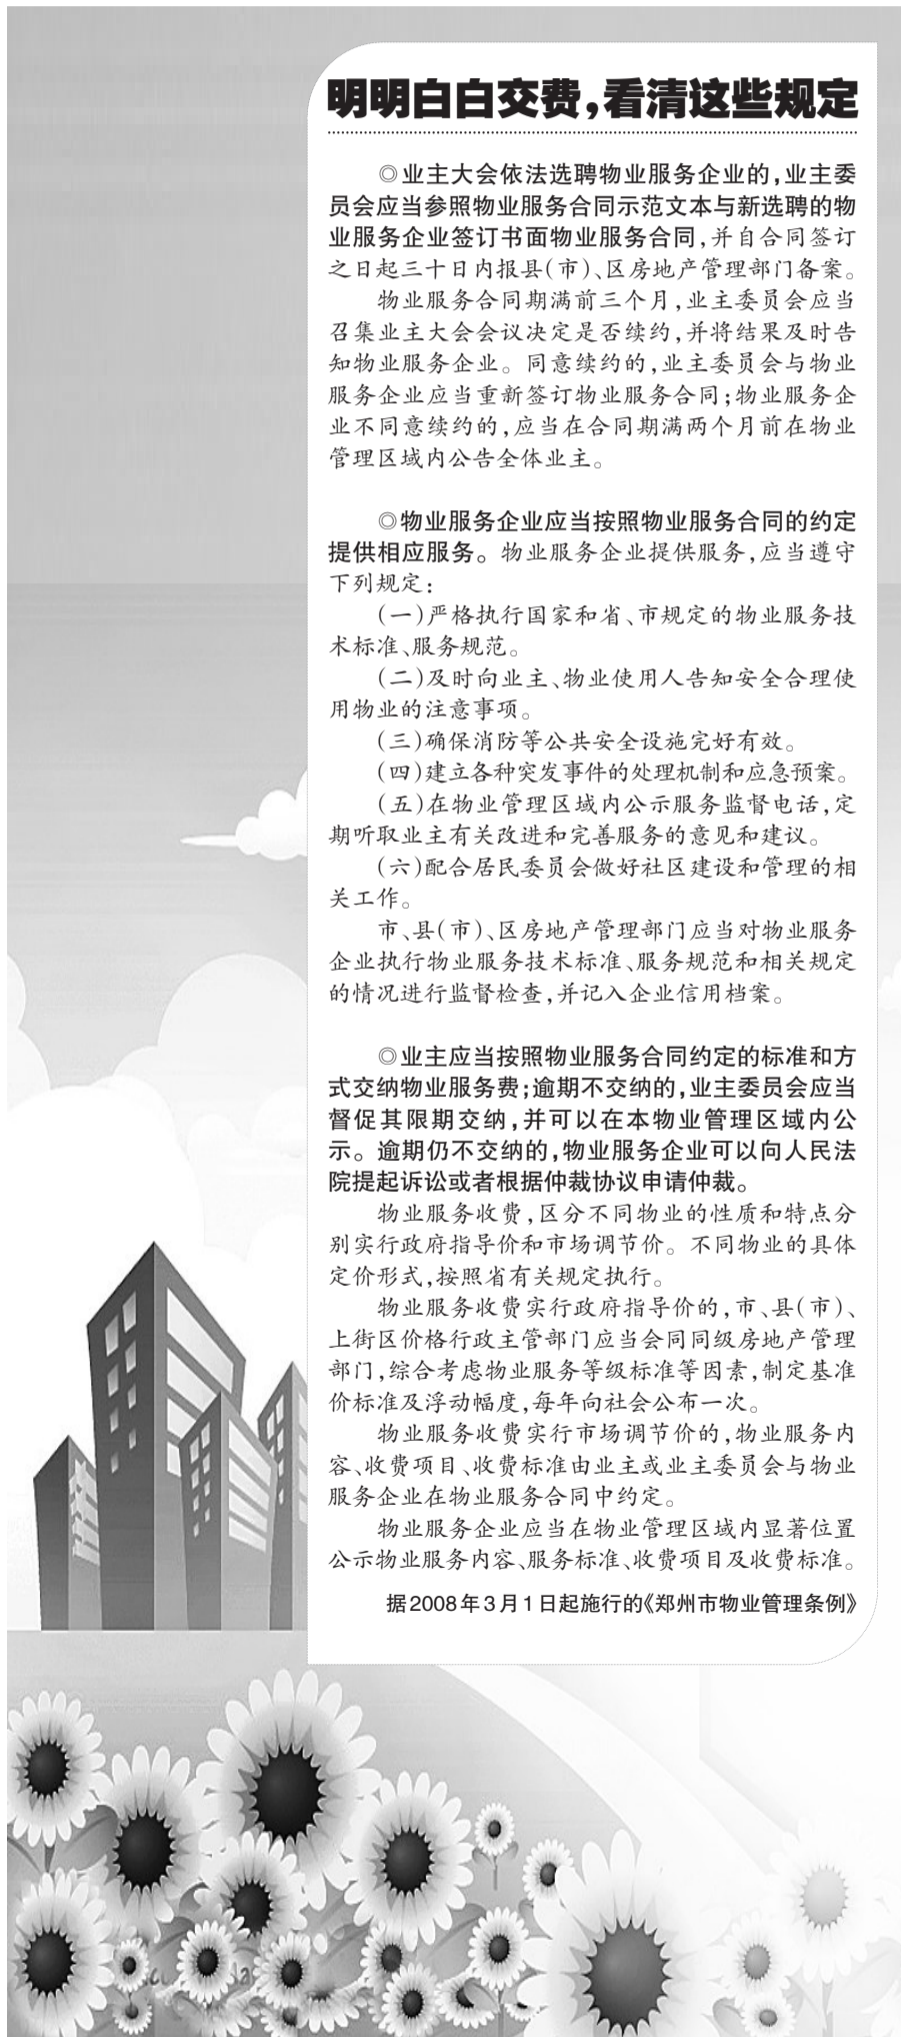 明明白白交费，看清这些规定
◎业主大会依法选聘物业服务企业的，业主委
员会应当参照物业服务合同示范文本与新选聘的物
业服务企业签订书面物业服务合同，并自合同签订
之日起三十日内报县（市）、区房地产管理部门备案。
物业服务合同期满前三个月，业主委员会应当
召集业主大会会议决定是否续约，并将结果及时告
知物业服务企业。同意续约的，业主委员会与物业
服务企业应当重新签订物业服务合同；物业服务企
业不同意续约的，应当在合同期满两个月前在物业
管理区域内公告全体业主。
◎物业服务企业应当按照物业服务合同的约定
提供相应服务。物业服务企业提供服务，应当遵守
下列规定：
（一）严格执行国家和省、市规定的物业服务技
术标准、服务规范。
（二）及时向业主、物业使用人告知安全合理使
用物业的注意事项。
（三）确保消防等公共安全设施完好有效。
（四）建立各种突发事件的处理机制和应急预案。
（五）在物业管理区域内公示服务监督电话，定
期听取业主有关改进和完善服务的意见和建议。
（六）配合居民委员会做好社区建设和管理的相
关工作。
市、县（市）、区房地产管理部门应当对物业服务
企业执行物业服务技术标准、服务规范和相关规定
的情况进行监督检查，并记入企业信用档案。
◎业主应当按照物业服务合同约定的标准和方
式交纳物业服务费；逾期不交纳的，业主委员会应当
督促其限期交纳，并可以在本物业管理区域内公
示。逾期仍不交纳的，物业服务企业可以向人民法
院提起诉讼或者根据仲裁协议申请仲裁。
物业服务收费，区分不同物业的性质和特点分
别实行政府指导价和市场调节价。不同物业的具体
定价形式，按照省有关规定执行。
物业服务收费实行政府指导价的，市、县（市）、
上街区价格行政主管部门应当会同同级房地产管理
部门，综合考虑物业服务等级标准等因素，制定基准
价标准及浮动幅度，每年向社会公布一次。
物业服务收费实行市场调节价的，物业服务内
容、收费项目、收费标准由业主或业主委员会与物业
服务企业在物业服务合同中约定。
物业服务企业应当在物业管理区域内显著位置
公示物业服务内容、服务标准、收费项目及收费标准。
据2008年3月1日起施行的《郑州市物业管理条例》